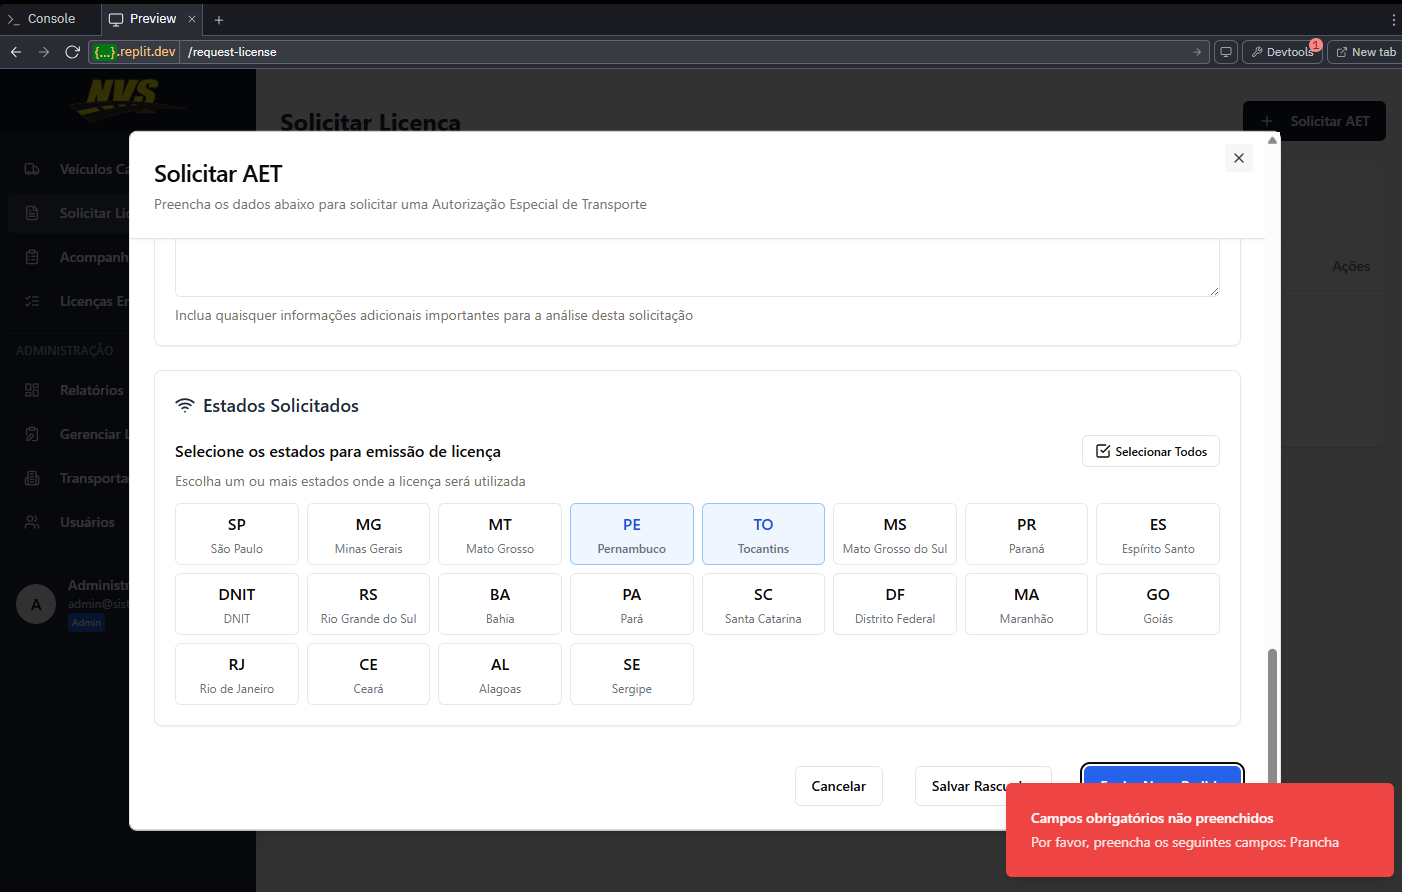 Console
Preview
{...}.replit.dev
/request-license
Devtools
1
New tab
NVS
Solicitar Licença
Solicitar AET
Veículos
Solicitar
Acompanh
Licenças
ADMINISTRAÇÃO
Relatórios
Gerenciar
Transporta
Usuários
A
Administr
admin@sist
Admin
Ações
Solicitar AET
Preencha os dados abaixo para solicitar uma Autorização Especial de Transporte
Inclua quaisquer informações adicionais importantes para a análise desta solicitação
Estados Solicitados
Selecione os estados para emissão de licença
Selecionar Todos
Escolha um ou mais estados onde a licença será utilizada
SP
São Paulo
MG
Minas Gerais
MT
Mato Grosso
PE
Pernambuco
TO
Tocantins
MS
Mato Grosso do Sul
PR
Paraná
ES
Espírito Santo
DNIT
DNIT
RS
Rio Grande do Sul
BA
Bahia
PA
Pará
SC
Santa Catarina
DF
Distrito Federal
MA
Maranhão
GO
Goiás
RJ
Rio de Janeiro
CE
Ceará
AL
Alagoas
SE
Sergipe
Cancelar
Salvar Rascu
Campos obrigatórios não preenchidos
Por favor, preencha os seguintes campos: Prancha